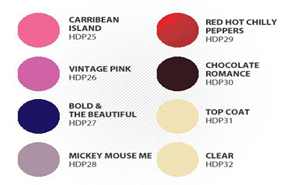 CARRIBEAN
ISLAND
HDP25
VINTAGE PINK
HDP26
BOLD &
THE BEAUTIFUL
HDP27
MICKEY MOUSE ME
HDP28
RED HOT CHILLY
PEPPERS
HDP29
CHOCOLATE
ROMANCE
HDP30
TOP COAT
HDP31
CLEAR
HDP32